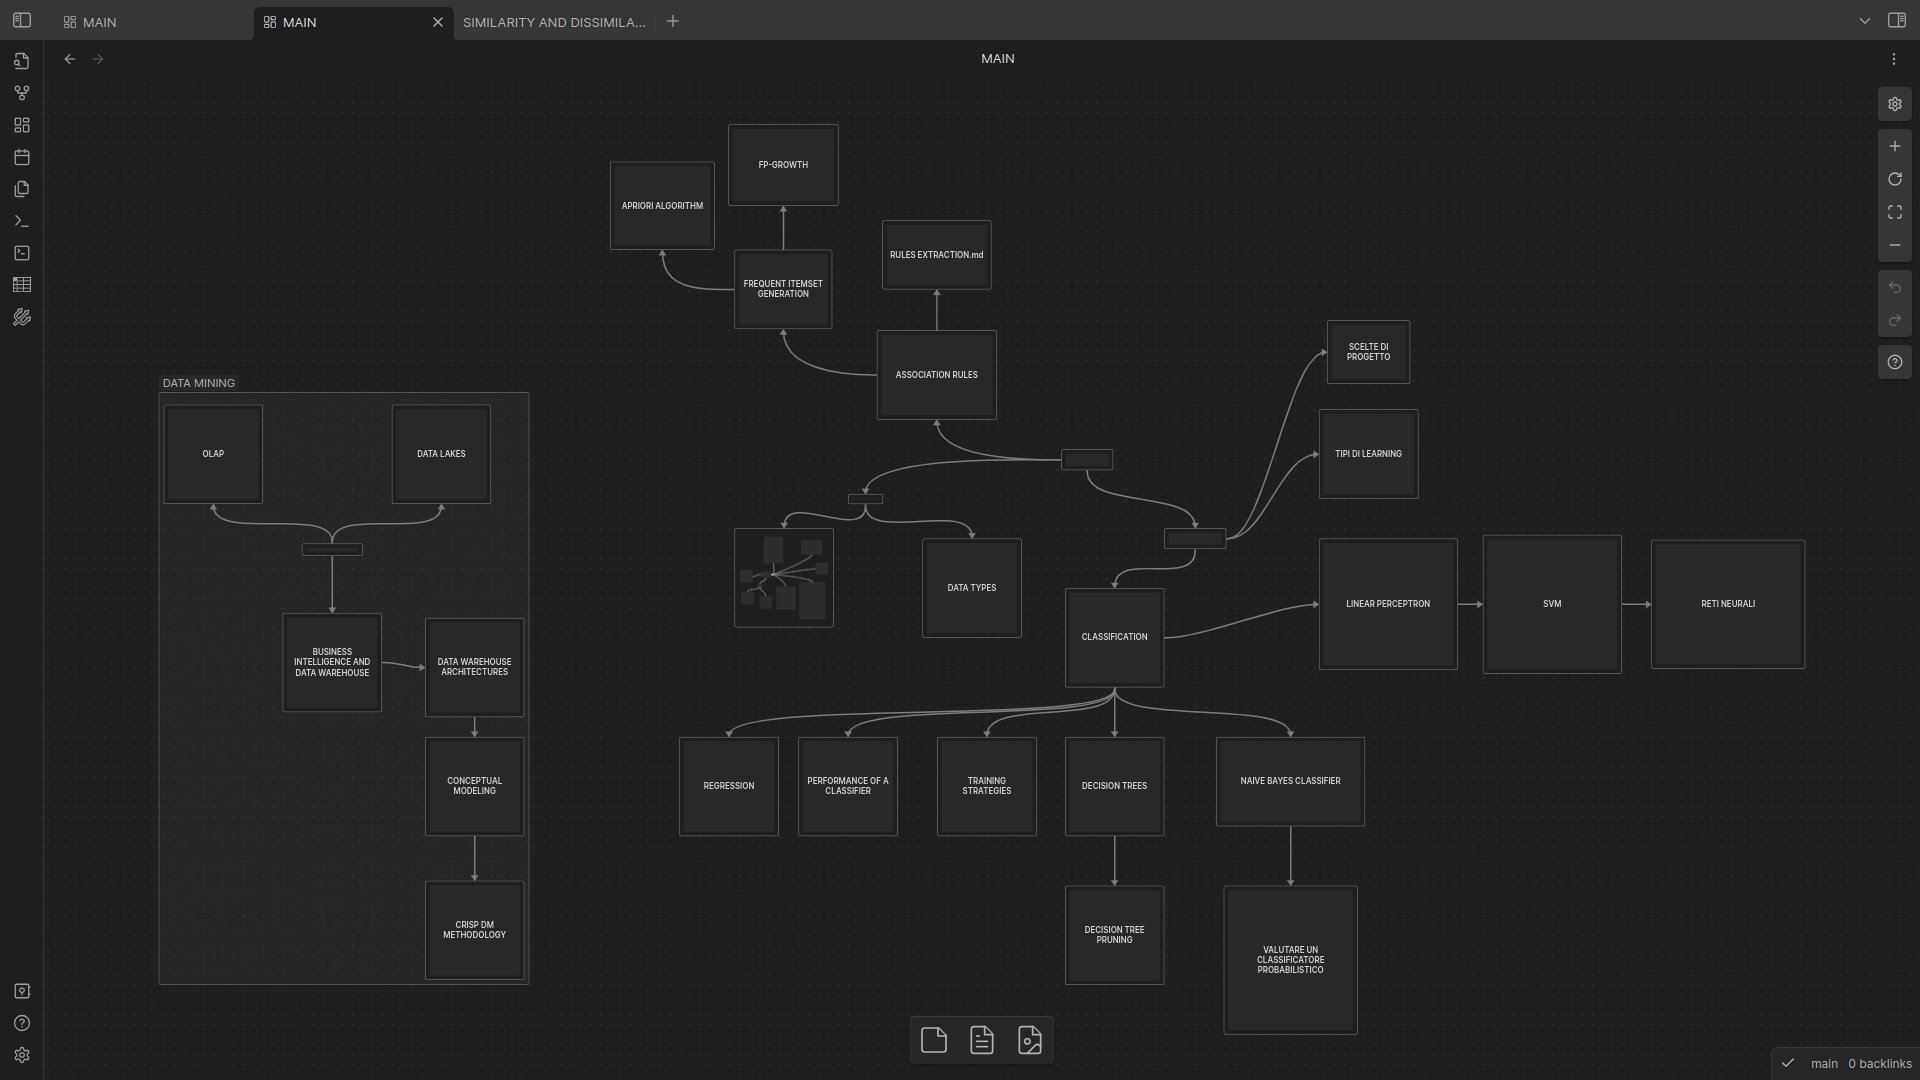 MAIN
MAIN
SIMILARITY AND DISSIMILA...
MAIN
FP-GROWTH
APRIORI ALGORITHM
RULES EXTRACTION.md
FREQUENT ITEMSET
GENERATION
SCELTE DI
PROGETTO
ASSOCIATION RULES
DATA MINING
OLAP
DATA LAKES
TIPI DI LEARNING
DATA TYPES
LINEAR PERCEPTRON
SVM
RETI NEURALI
CLASSIFICATION
BUSINESS
INTELLIGENCE AND
DATA WAREHOUSE
DATA WAREHOUSE
ARCHITECTURES
CONCEPTUAL
MODELING
REGRESSION
PERFORMANCE OF A
CLASSIFIER
TRAINING
STRATEGIES
DECISION TREES
NAIVE BAYES CLASSIFIER
CRISP DM
METHODOLOGY
DECISION TREE
PRUNING
VALUTARE UN
CLASSIFICATORE
PROBABILISTICO
main 0 backlinks